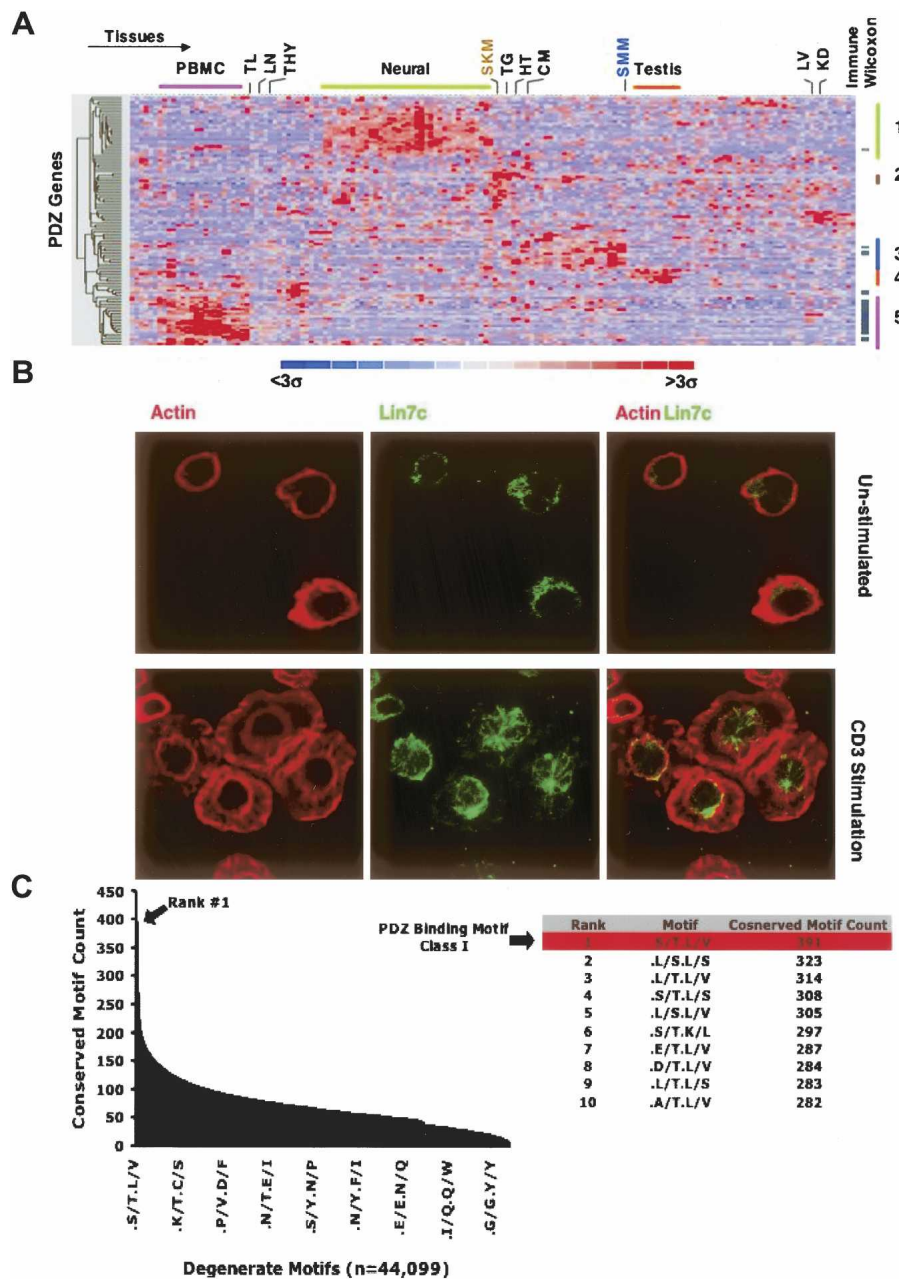 A
Tissues
PBMC
TL
LN
THY
Neural
SKM
TG
HT
CM
SMM
Testis
LV
KD
Immune
Wilcoxon
PDZ Genes
1
2
3
4
5
<3σ
>3σ
B
Actin
Lin7c
Actin Lin7c
Un-stimulated
CD3 Stimulation
C
Conserved Motif Count
450
400
350
300
250
200
150
100
50
0
Rank #1
.S/T.L/V
.K/T.C/S
.P/V.D/F
.N/T.E/I
.S/Y.N/P
.N/Y.F/I
.E/E.N/Q
.I/Q.Q/W
.G/G.Y/Y
Degenerate Motifs (n=44,099)
PDZ Binding Motif
Class I
Rank Motif Cosnerved Motif Count
1 .S/T.L/V 391
2 .L/S.L/S 323
3 .L/T.L/V 314
4 .S/T.L/S 308
5 .L/S.L/V 305
6 .S/T.K/L 297
7 .E/T.L/V 287
8 .D/T.L/V 284
9 .L/T.L/S 283
10 .A/T.L/V 282